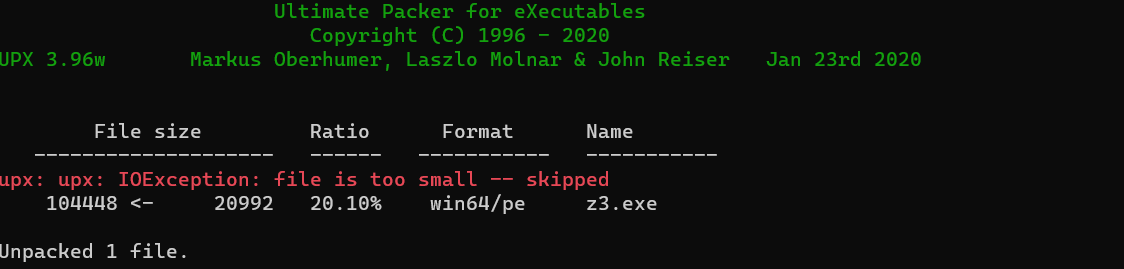 Ultimate Packer for eXecutables
Copyright (C) 1996 - 2020
UPX 3.96w       Markus Oberhumer, Laszlo Molnar & John Reiser   Jan 23rd 2020
File size         Ratio      Format      Name
--------------------   ------   -----------   -----------
upx: upx: IOException: file is too small -- skipped
104448 <-     20992   20.10%    win64/pe     z3.exe
Unpacked 1 file.